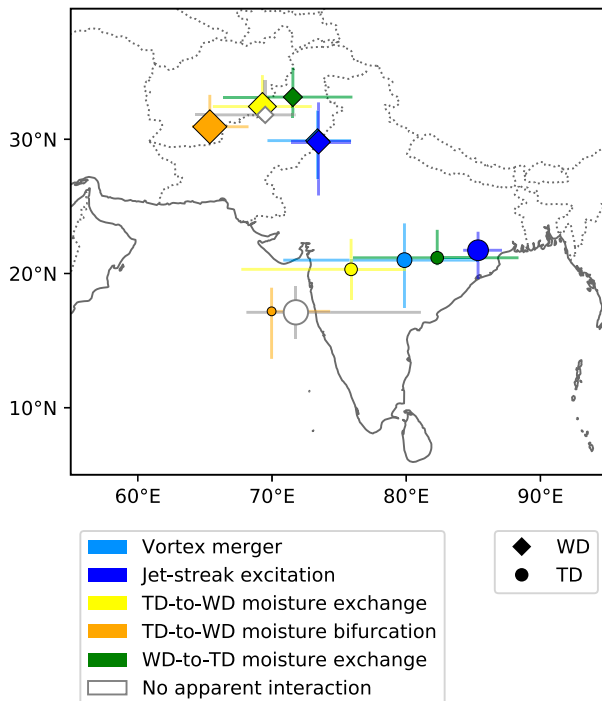 30°N
20°N
10°N
60°E 70°E 80°E 90°E
Vortex merger
Jet-streak excitation
TD-to-WD moisture exchange
TD-to-WD moisture bifurcation
WD-to-TD moisture exchange
No apparent interaction
WD
TD